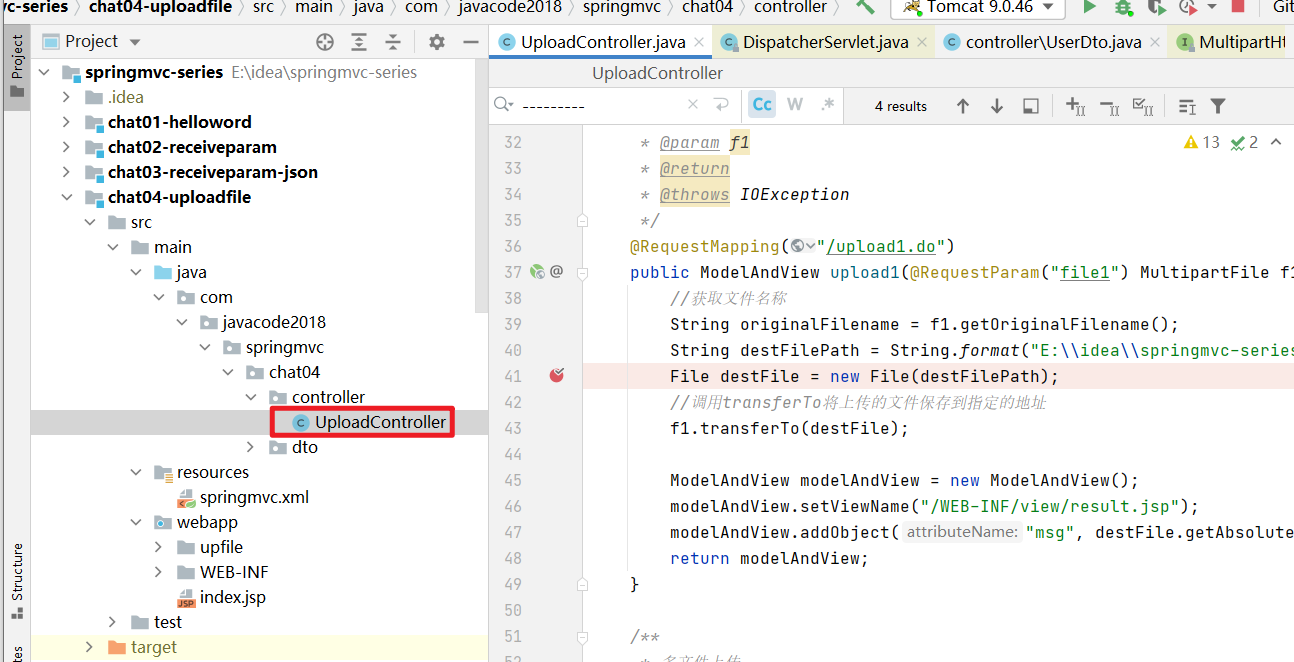 vc-series > chat04-uploadfile > src > main > java > com > javacode2018 > springmvc > chat04 > controller > Tomcat 9.0.46 Git
Project
UploadController.java DispatcherServlet.java controller\UserDto.java MultipartHt
Project
springmvc-series E:\idea\springmvc-series
.idea
chat01-helloword
chat02-receiveparam
chat03-receiveparam-json
chat04-uploadfile
src
main
java
com
javacode2018
springmvc
chat04
controller
UploadController
dto
resources
springmvc.xml
webapp
upfile
WEB-INF
index.jsp
test
target
Structure
UploadController
--------- Cc W .* 4 results
13 2
32 * @param f1
33 * @return
34 * @throws IOException
35 */
36 @RequestMapping("/upload1.do")
37 @ public ModelAndView upload1(@RequestParam("file1") MultipartFile f1
38 //获取文件名称
39 String originalFilename = f1.getOriginalFilename();
40 String destFilePath = String.format("E:\\idea\\springmvc-series
41 File destFile = new File(destFilePath);
42 //调用transferTo将上传的文件保存到指定的地址
43 f1.transferTo(destFile);
44
45 ModelAndView modelAndView = new ModelAndView();
46 modelAndView.setViewName("/WEB-INF/view/result.jsp");
47 modelAndView.addObject( attributeName: "msg", destFile.getAbsolute
48 return modelAndView;
49 }
50
51 /**
52 * 多文件上传